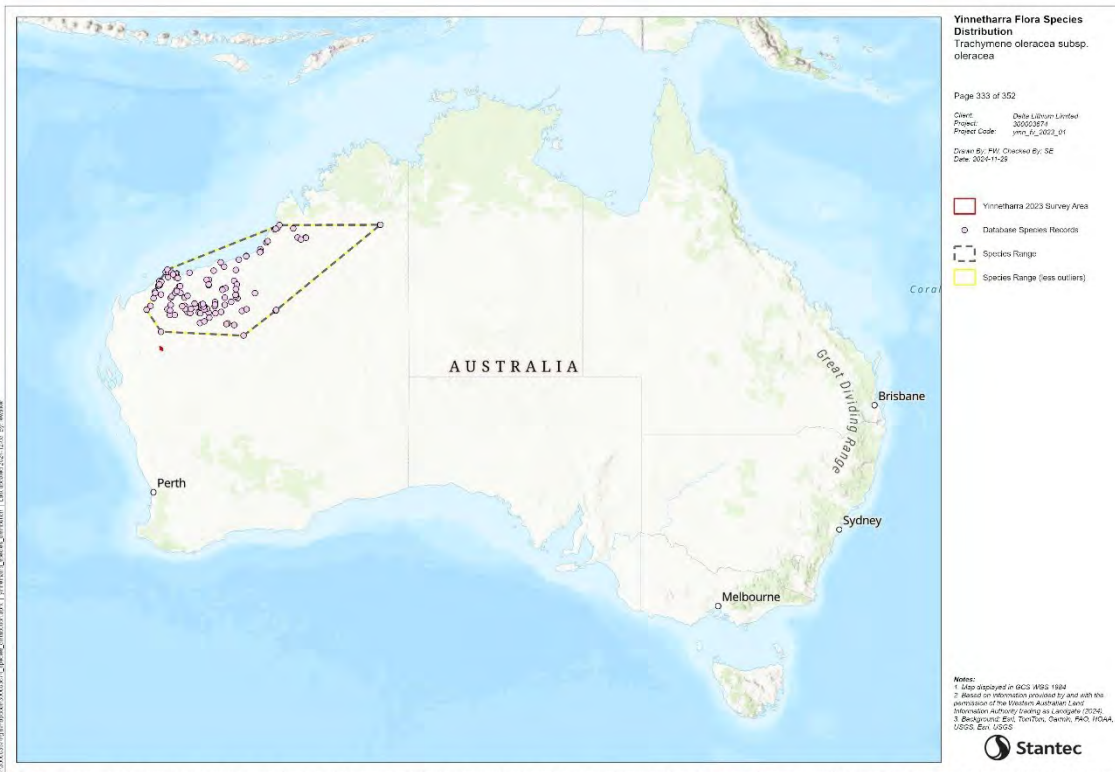 Yinnetharra Flora Species
Distribution
Trachymene oleracea subsp.
oleracea
Page 333 of 352
Client: Delta Lithium Limited
Project: 300003674
Project Code: ynn_fc_2023_01
Drawn By: FW, Checked By: SE
Date: 2024-11-29
Yinnetharra 2023 Survey Area
Database Species Records
Species Range
Species Range (less outliers)
Coral
AUSTRALIA
Great Dividing Range
Brisbane
Perth
Sydney
Melbourne
Notes:
1. Map displayed in GCS WGS 1984
2. Based on information provided by and with the
permission of the Western Australian Land
Information Authority trading as Landgate (2024).
3. Background: Esri, TomTom, Garmin, FAO, NOAA,
USGS, Esri, USGS
Stantec